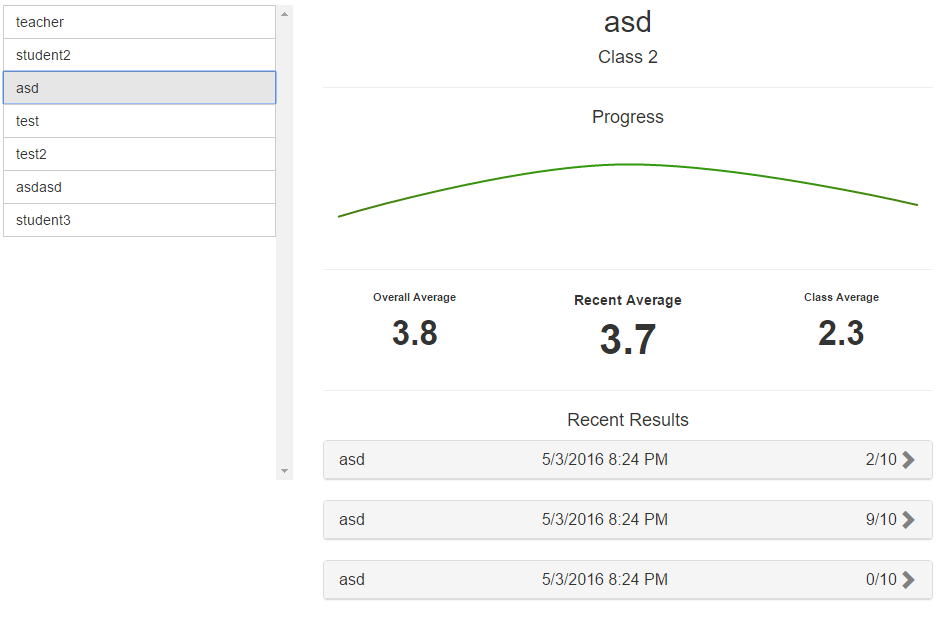 teacher
student2
asd
test
test2
asdasd
student3
asd
Class 2
Progress
Overall Average
Recent Average
Class Average
3.8
3.7
2.3
Recent Results
asd 5/3/2016 8:24 PM 2/10
asd 5/3/2016 8:24 PM 9/10
asd 5/3/2016 8:24 PM 0/10